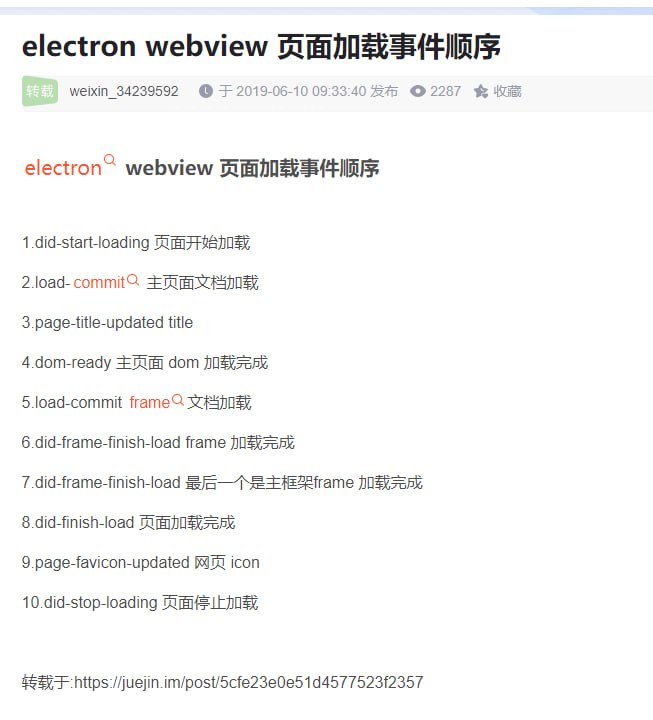 electron webview 页面加载事件顺序
转载 weixin_34239592 于 2019-06-10 09:33:40 发布 2287 收藏
electron webview 页面加载事件顺序
1.did-start-loading 页面开始加载
2.load-commit 主页面文档加载
3.page-title-updated title
4.dom-ready 主页面 dom 加载完成
5.load-commit frame 文档加载
6.did-frame-finish-load frame 加载完成
7.did-frame-finish-load 最后一个是主框架frame 加载完成
8.did-finish-load 页面加载完成
9.page-favicon-updated 网页 icon
10.did-stop-loading 页面停止加载
转载于:https://juejin.im/post/5cfe23e0e51d4577523f2357